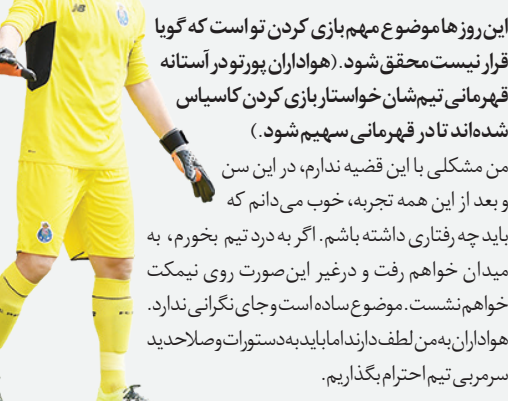 این روزها موضوع مهم بازی کردن تو است که گویا
قرار نیست محقق شود. (هواداران پورتو در آستانه
قهرمانی تیم‌شان خواستار بازی کردن کاسیاس
شده‌اند تا در قهرمانی سهیم شود.)
من مشکلی با این قضیه ندارم، در این سن
و بعد از این همه تجربه، خوب می‌دانم که
باید چه رفتاری داشته باشم. اگر به درد تیم بخورم، به
میدان خواهم رفت و درغیر این صورت روی نیمکت
خواهم نشست. موضوع ساده است و جای نگرانی ندارد.
هواداران به من لطف دارند اما باید به دستورات و صلاحدید
سرمربی تیم احترام بگذاریم.